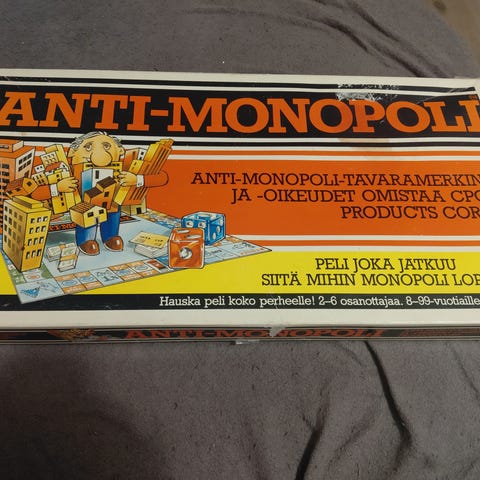 ANTI-MONOPOLI
ANTI-MONOPOLI-TAVARAMERKIN
JA -OIKEUDET OMISTAA CPC
PRODUCTS COR
PELI JOKA JATKUU
SIITÄ MIHIN MONOPOLI LOP
Hauska peli koko perheelle! 2-6 osanottajaa. 8-99-vuotiaille
ANTI-MONOPOLI